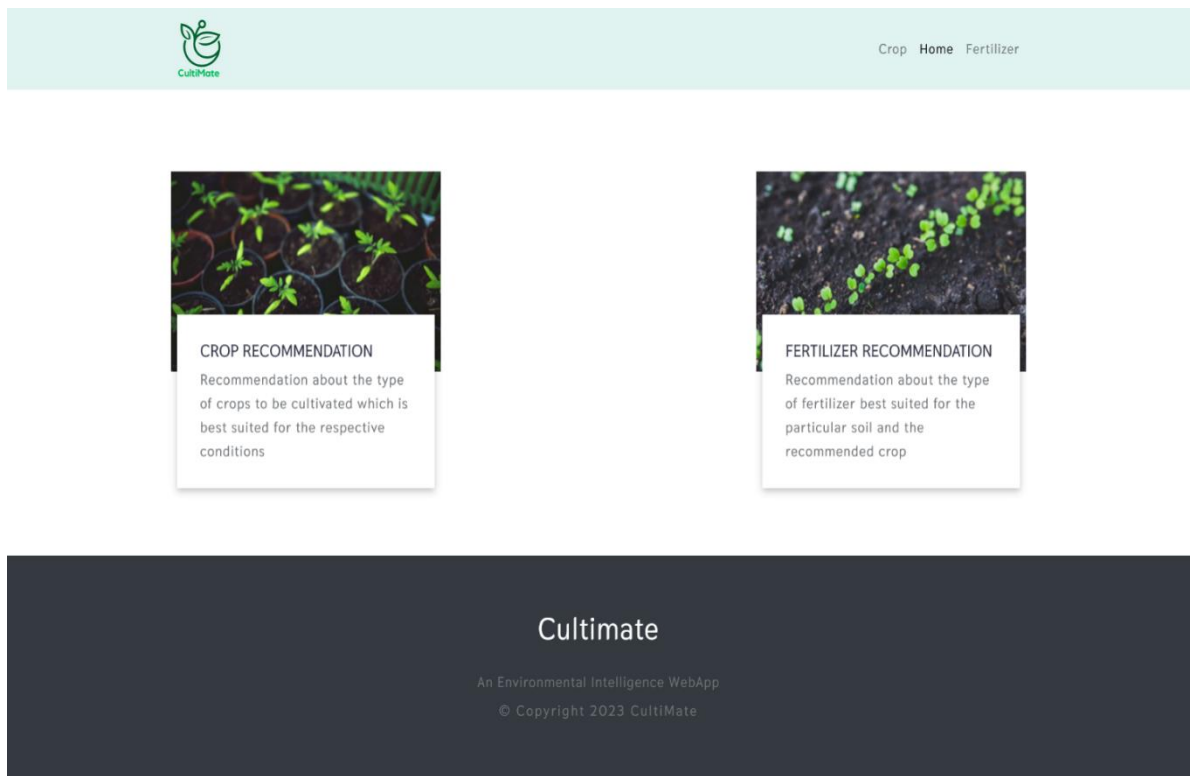 CultiMate
Crop Home Fertilizer
CROP RECOMMENDATION
Recommendation about the type
of crops to be cultivated which is
best suited for the respective
conditions
FERTILIZER RECOMMENDATION
Recommendation about the type
of fertilizer best suited for the
particular soil and the
recommended crop
Cultimate
An Environmental Intelligence WebApp
© Copyright 2023 CultiMate